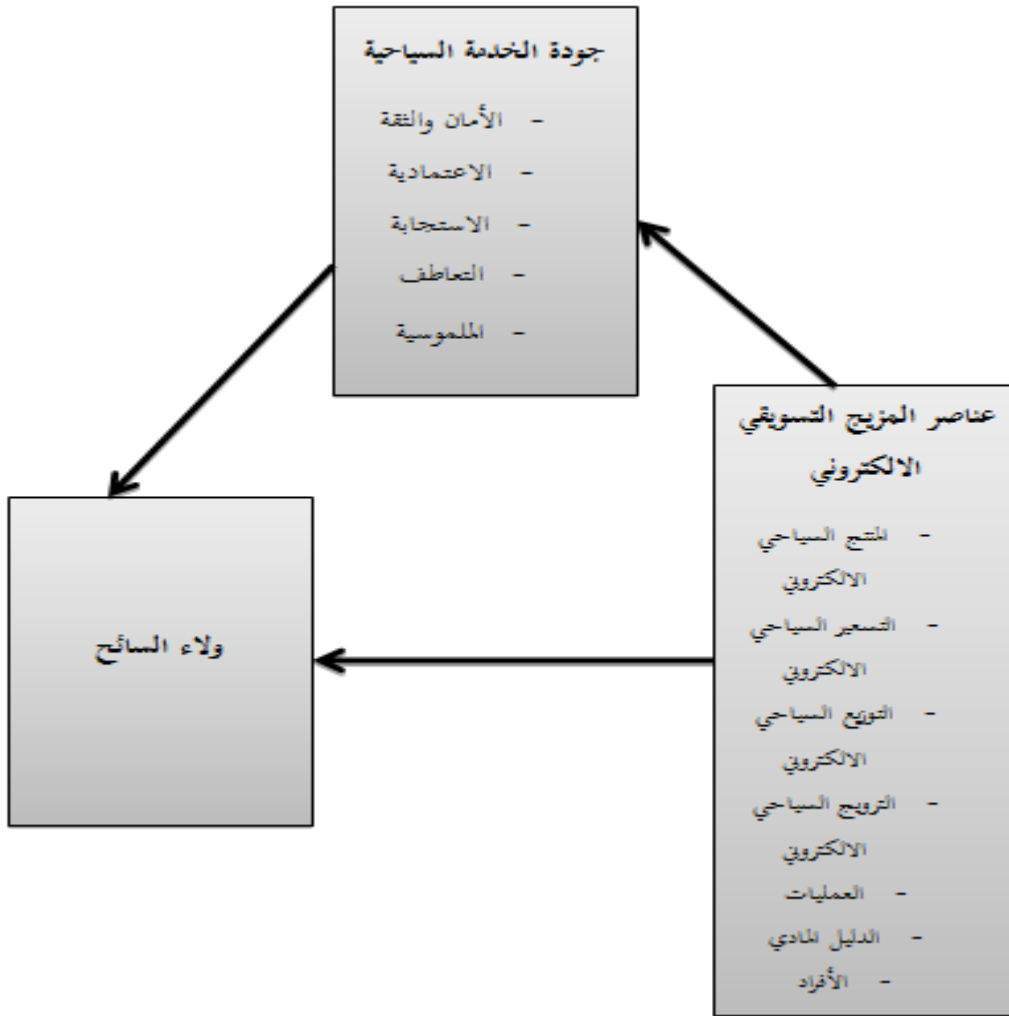 جودة الخدمة السياحية
- الأمان والثقة
- الاعتمادية
- الاستجابة
- التعاطف
- الملموسية
عناصر المزيج التسويقي
الالكتروني
- المنتج السياحي
الالكتروني
- التسعير السياحي
الالكتروني
- التوزيع السياحي
الالكتروني
- الترويج السياحي
الالكتروني
- العمليات
- الدليل المادي
- الأفراد
ولاء السائح